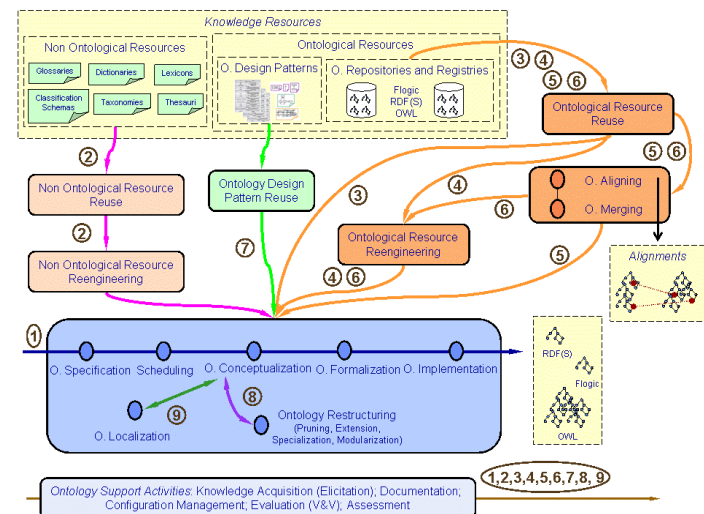 Knowledge Resources
Non Ontological Resources
Glossaries
Dictionaries
Lexicons
Classification
Schemas
Taxonomies
Thesauri
Ontological Resources
O. Design Patterns
O. Repositories and Registries
Flogic
RDF(S)
OWL
3 4
5 6
Ontological Resource
Reuse
2
Non Ontological Resource
Reuse
2
Non Ontological Resource
Reengineering
Ontology Design
Pattern Reuse
7
3
4
5 6
O. Aligning
O. Merging
6
Ontological Resource
Reengineering
4 6
5
Alignments
1
O. Specification
Scheduling
O. Conceptualization
O. Formalization
O. Implementation
9
8
O. Localization
Ontology Restructuring
(Pruning, Extension,
Specialization, Modularization)
RDF(S)
Flogic
OWL
Ontology Support Activities: Knowledge Acquisition (Elicitation); Documentation;
Configuration Management; Evaluation (V&V); Assessment
1,2,3,4,5,6,7,8, 9